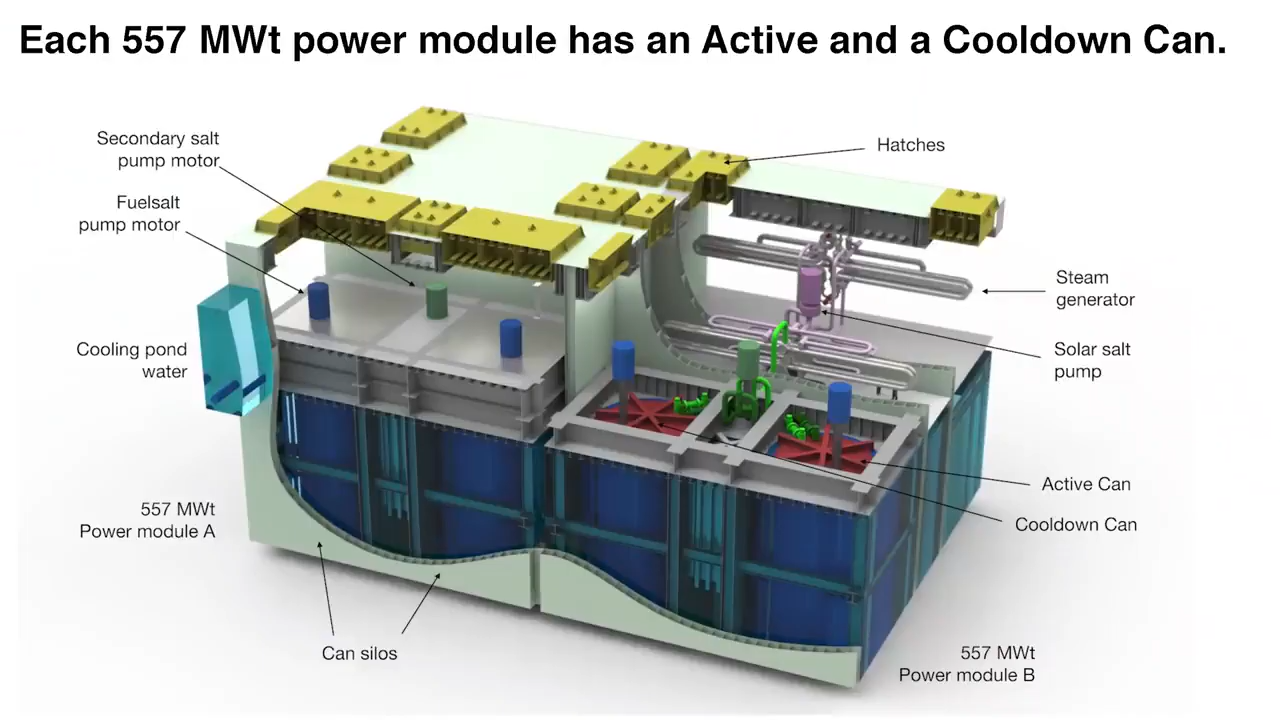 Each 557 MWt power module has an Active and a Cooldown Can.
Secondary salt
pump motor
Fuelsalt
pump motor
Cooling pond
water
557 MWt
Power module A
Can silos
Hatches
Steam
generator
Solar salt
pump
Active Can
Cooldown Can
557 MWt
Power module B